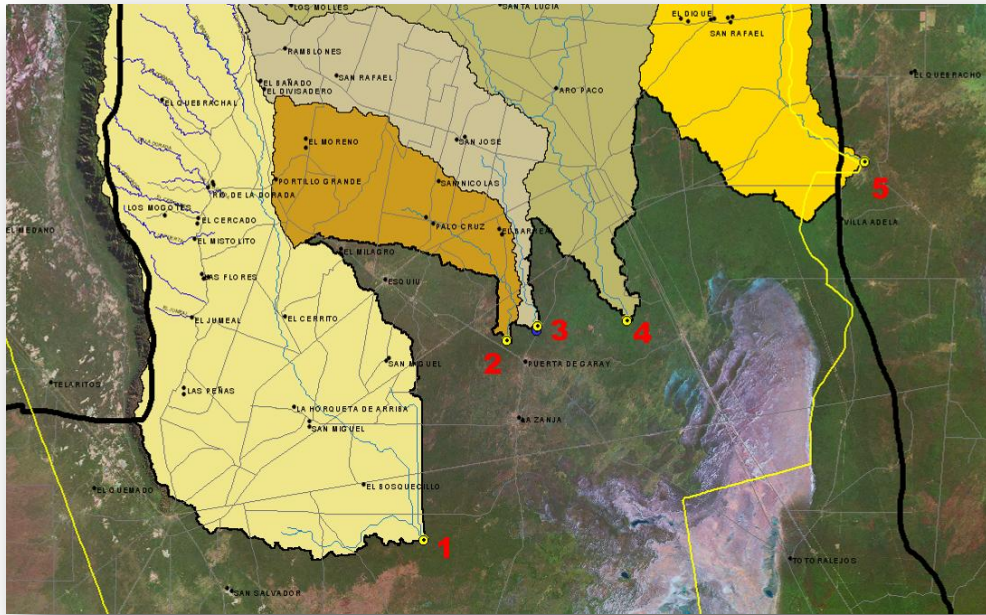 LOS MOLLES
SANTA LUCIA
EL DIQUE
SAN RAFAEL
RAMBLONES
SAN RAFAEL
EL QUEBRACHO
EL BAÑADO
EL DIVISADERO
ARO PACO
EL QUEBRACHAL
EL MORENO
SAN JOSE
PORTILLO GRANDE
SAN NICOLÁS
5
RIO DE LA DORADA
LOS MOGOTES
EL CERCADO
PALO CRUZ
VILLA ADELA
EL MEDANO
EL MISTOLITO
EL MILAGRO
LAS FLORES
ESQUIU
EL JUMEAL
EL CERRITO
3
4
2
SAN MIGUEL
PUERTA DE GARAY
TELARITOS
LAS PEÑAS
LA HORQUETA DE ARRIBA
LA ZANJA
SAN MIGUEL
EL QUEMADO
EL BOSQUECILLO
1
TOTORALEJOS
SAN SALVADOR